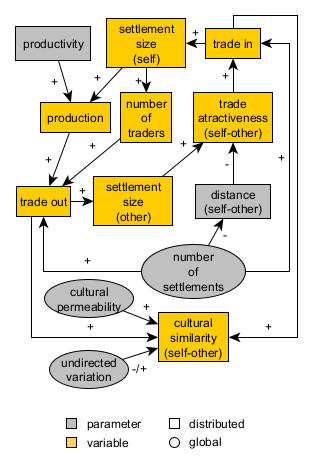 productivity
settlement
size
(self)
trade in
+
+
+
+
+
production
number
of
traders
trade
atractiveness
(self-other)
+
+
+
-
+
trade out
+
settlement
size
(other)
distance
(self-other)
-
number
of
settlements
+
cultural
permeability
+
+
cultural
similarity
(self-other)
+
undirected
variation
-/+
parameter
distributed
variable
global